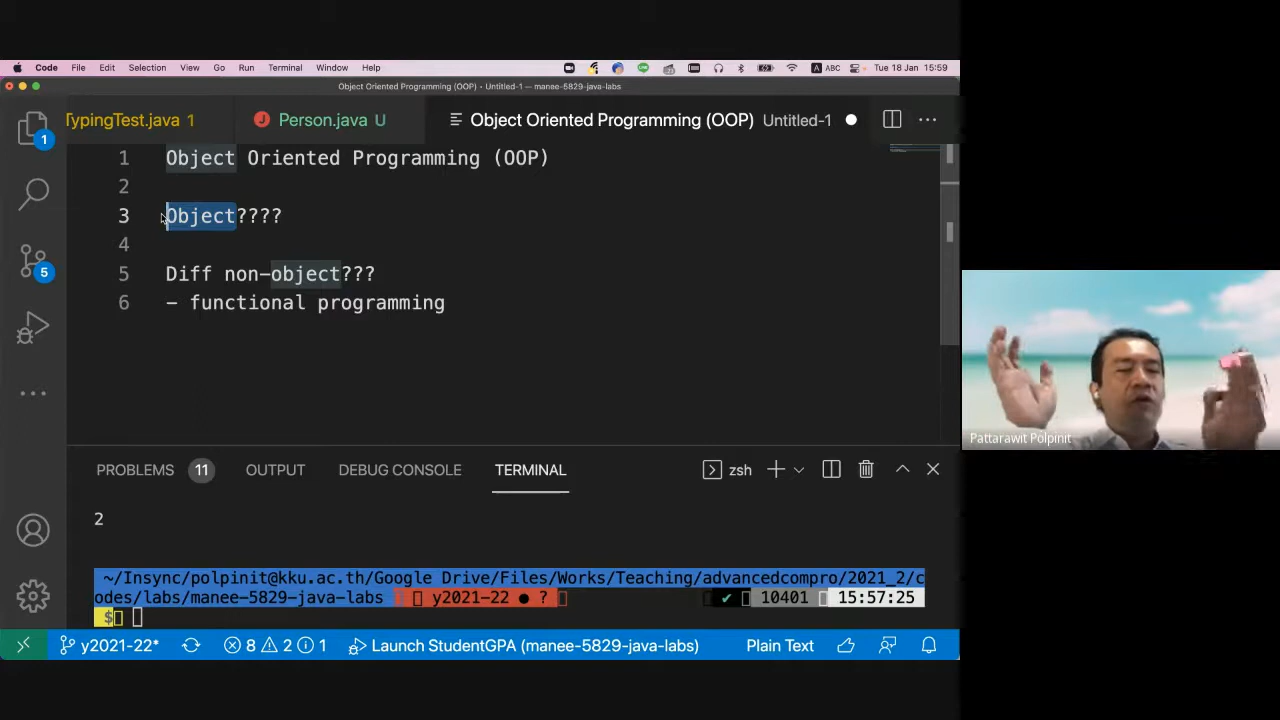 Code File Edit Selection View Go Run Terminal Window Help ABC Tue 18 Jan 15:59
Object Oriented Programming (OOP) • Untitled-1 — manee-5829-java-labs
TypingTest.java 1 Person.java U Object Oriented Programming (OOP) Untitled-1
1 Object Oriented Programming (OOP)
2
3 Object????
4
5 Diff non-object???
6 - functional programming
1
5
Pattarawit Polpinit
PROBLEMS 11 OUTPUT DEBUG CONSOLE TERMINAL zsh
2
~/Insync/polpinit@kku.ac.th/Google Drive/Files/Works/Teaching/advancedcompro/2021_2/c
odes/labs/manee-5829-java-labs y2021-22 ● ? ✔ 10401 15:57:25
$
y2021-22* 8 2 1 Launch StudentGPA (manee-5829-java-labs) Plain Text